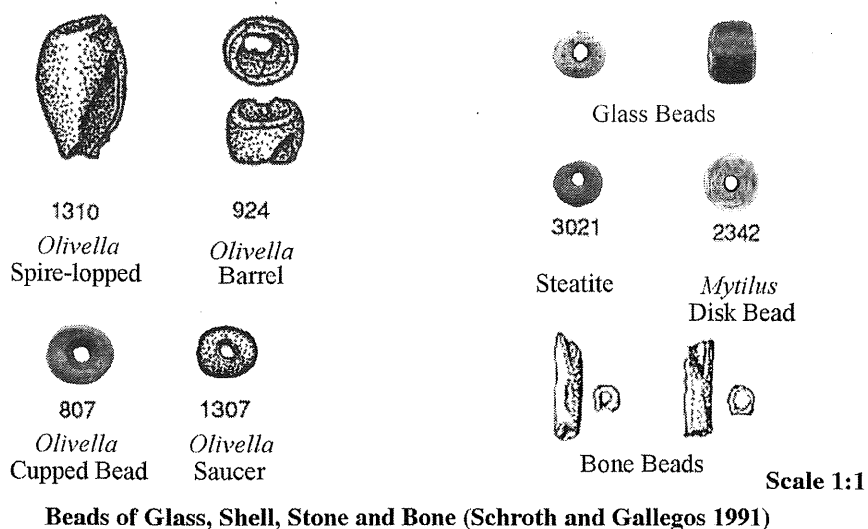 Glass Beads
1310
Olivella
Spire-lopped
924
Olivella
Barrel
3021
Steatite
2342
Mytilus
Disk Bead
807
Olivella
Cupped Bead
1307
Olivella
Saucer
Bone Beads
Scale 1:1
Beads of Glass, Shell, Stone and Bone (Schroth and Gallegos 1991)